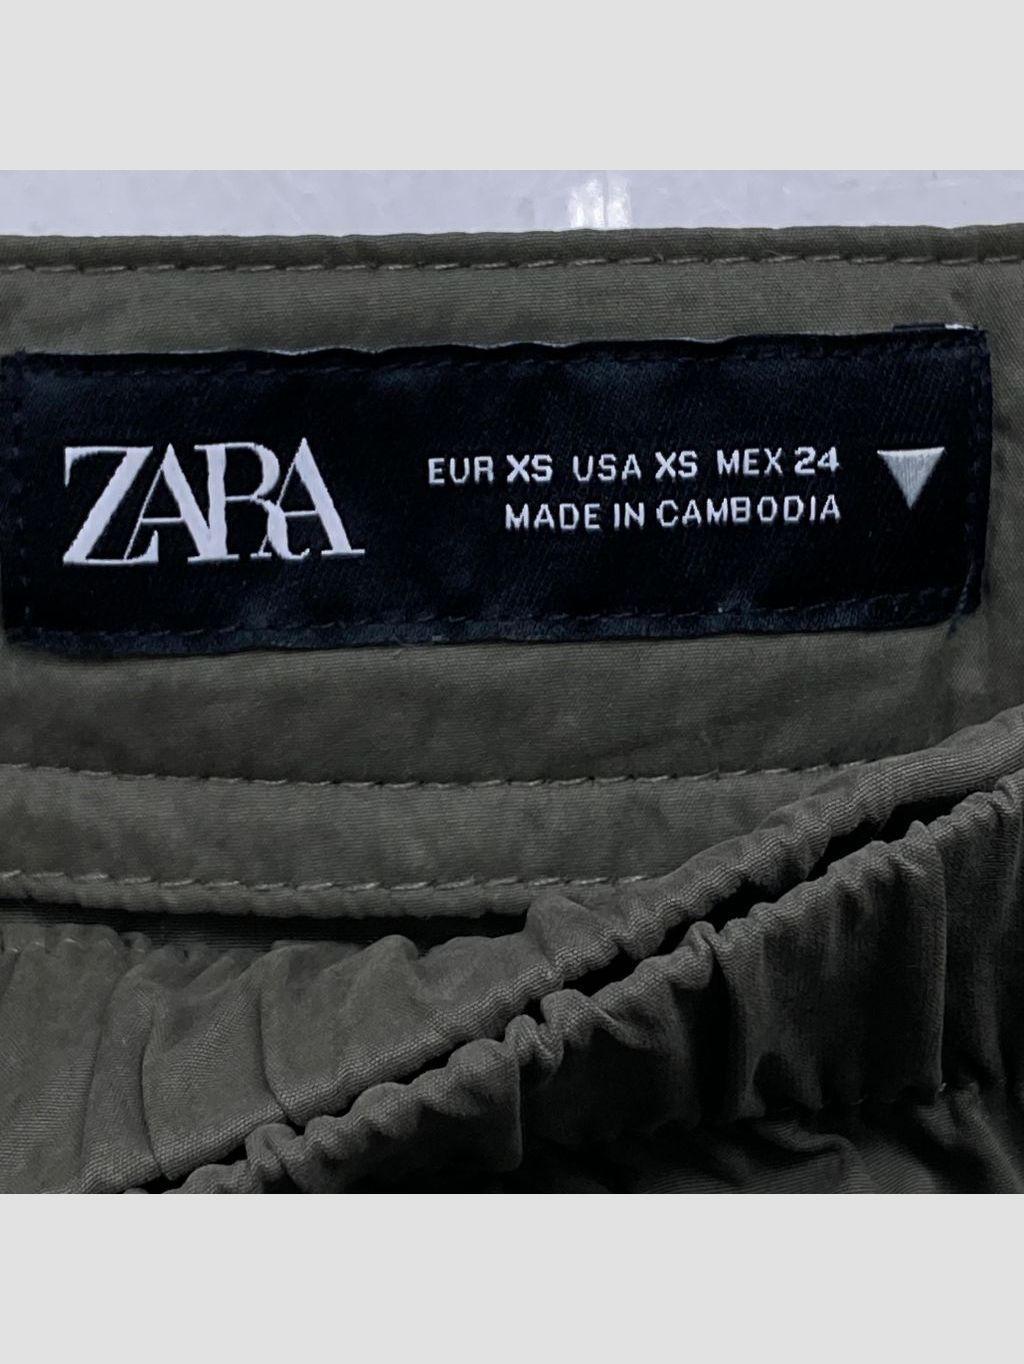 ZARA
EUR XS USA XS MEX 24
MADE IN CAMBODIA